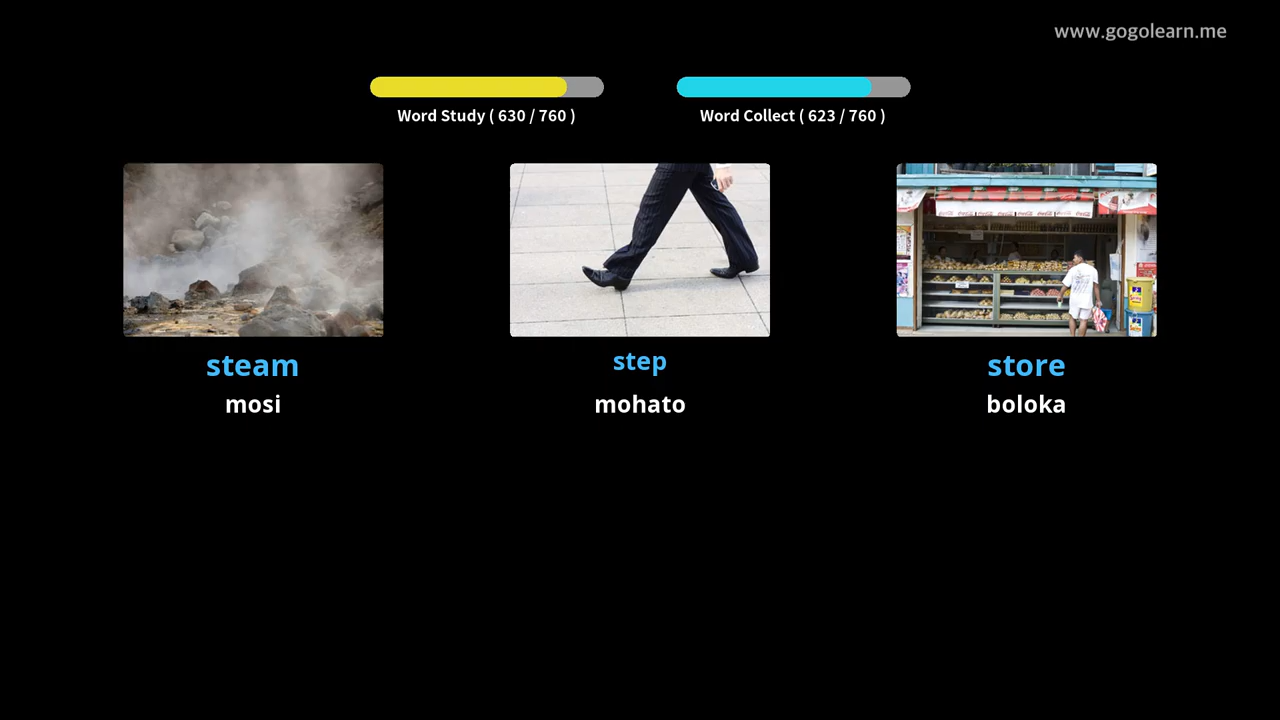 www.gogolearn.me
Word Study ( 630 / 760 )
Word Collect ( 623 / 760 )
steam
step
store
mosi
mohato
boloka